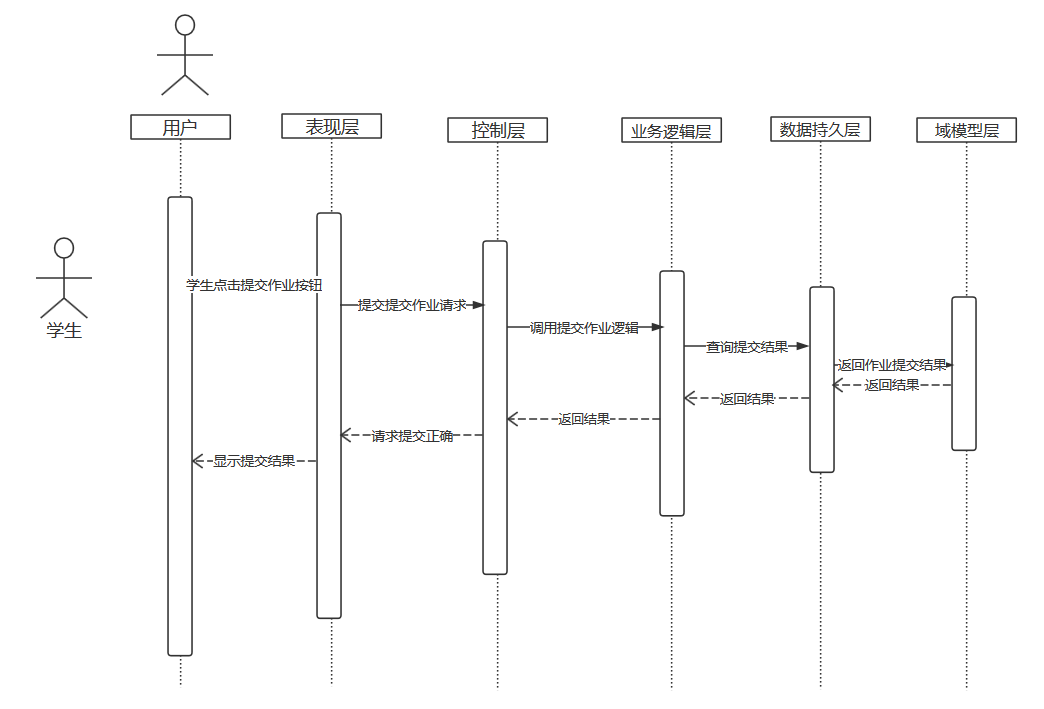 用户
表现层
控制层
业务逻辑层
数据持久层
域模型层
学生
学生点击提交作业按钮
提交提交作业请求
调用提交作业逻辑
查询提交结果
返回作业提交结果
返回结果
返回结果
返回结果
请求提交正确
显示提交结果